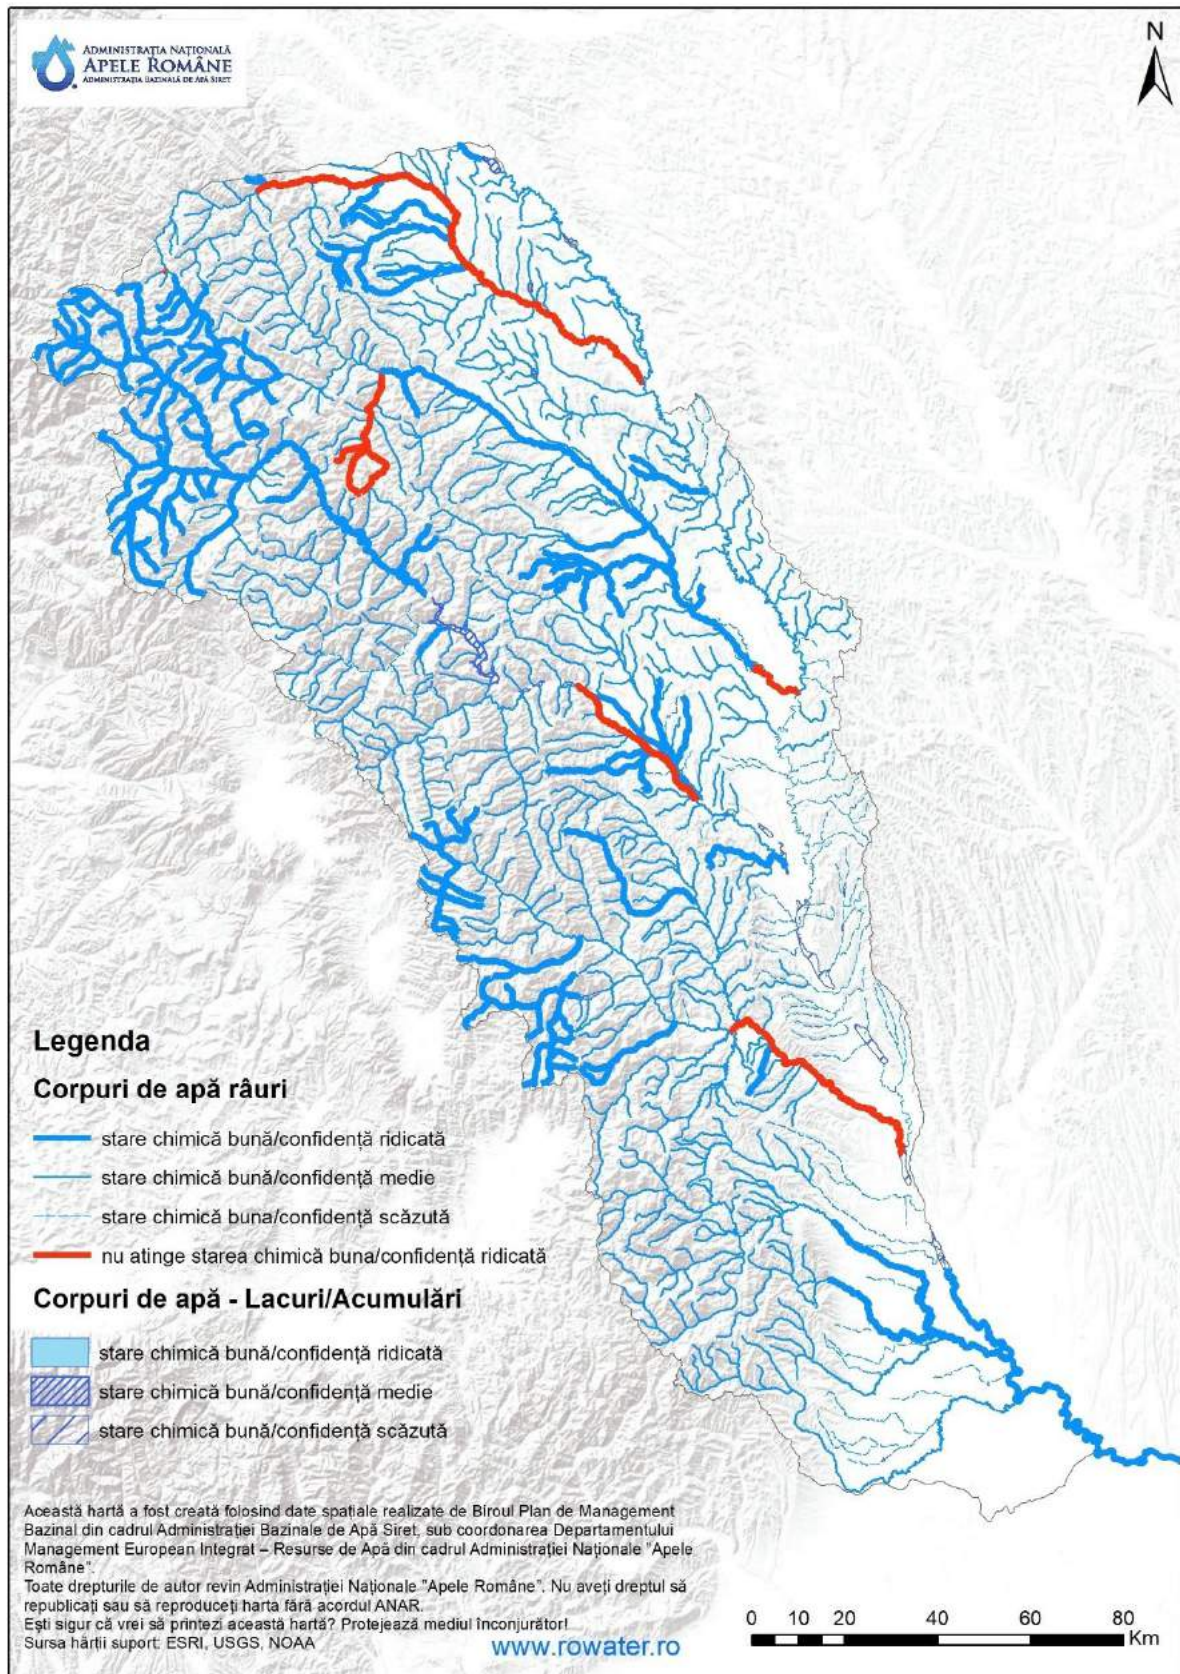 ADMINISTRAȚIA NAȚIONALĂ
APELE ROMÂNE
ADMINISTRAȚIA BAZINALĂ DE APĂ SIRET
N
Legenda
Corpuri de apă râuri
stare chimică bună/confidență ridicată
stare chimică bună/confidență medie
stare chimică buna/confidență scăzută
nu atinge starea chimică buna/confidență ridicată
Corpuri de apă - Lacuri/Acumulări
stare chimică bună/confidență ridicată
stare chimică bună/confidență medie
stare chimică bună/confidență scăzută
Această hartă a fost creată folosind date spațiale realizate de Biroul Plan de Management
Bazinal din cadrul Administrației Bazinale de Apă Siret, sub coordonarea Departamentului
Management European Integrat – Resurse de Apă din cadrul Administrației Naționale "Apele
Române".
Toate drepturile de autor revin Administrației Naționale "Apele Române". Nu aveți dreptul să
republicați sau să reproduceți harta fără acordul ANAR.
Ești sigur că vrei să printezi această hartă? Protejează mediul înconjurător!
Sursa hărții suport: ESRI, USGS, NOAA
www.rowater.ro
0 10 20 40 60 80
Km